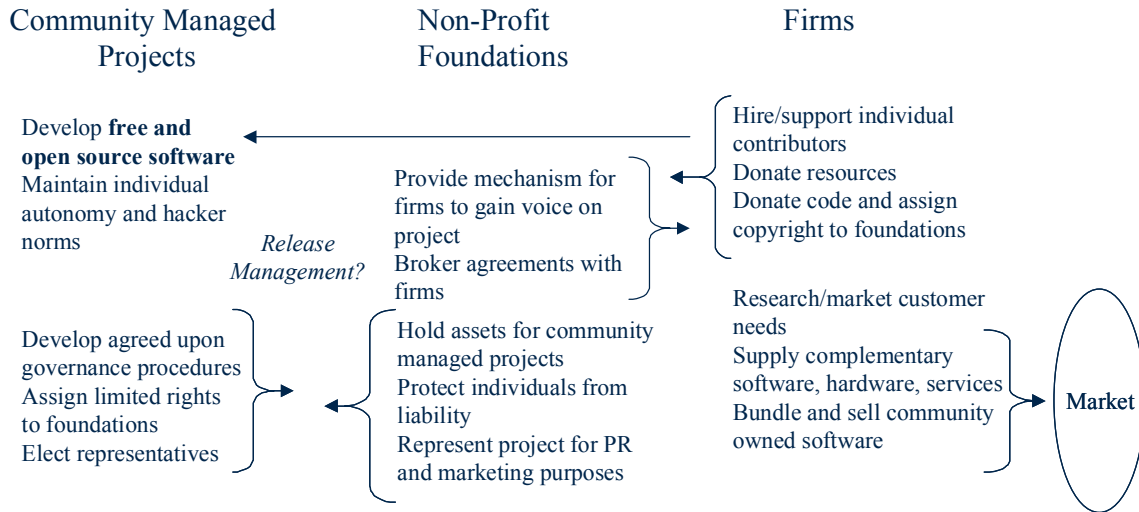 Community Managed
Projects
Non-Profit
Foundations
Firms
Develop free and
open source software
Maintain individual
autonomy and hacker
norms
Release
Management?
Develop agreed upon
governance procedures
Assign limited rights
to foundations
Elect representatives
Provide mechanism for
firms to gain voice on
project
Broker agreements with
firms
Hold assets for community
managed projects
Protect individuals from
liability
Represent project for PR
and marketing purposes
Hire/support individual
contributors
Donate resources
Donate code and assign
copyright to foundations
Research/market customer
needs
Supply complementary
software, hardware, services
Bundle and sell community
owned software
Market